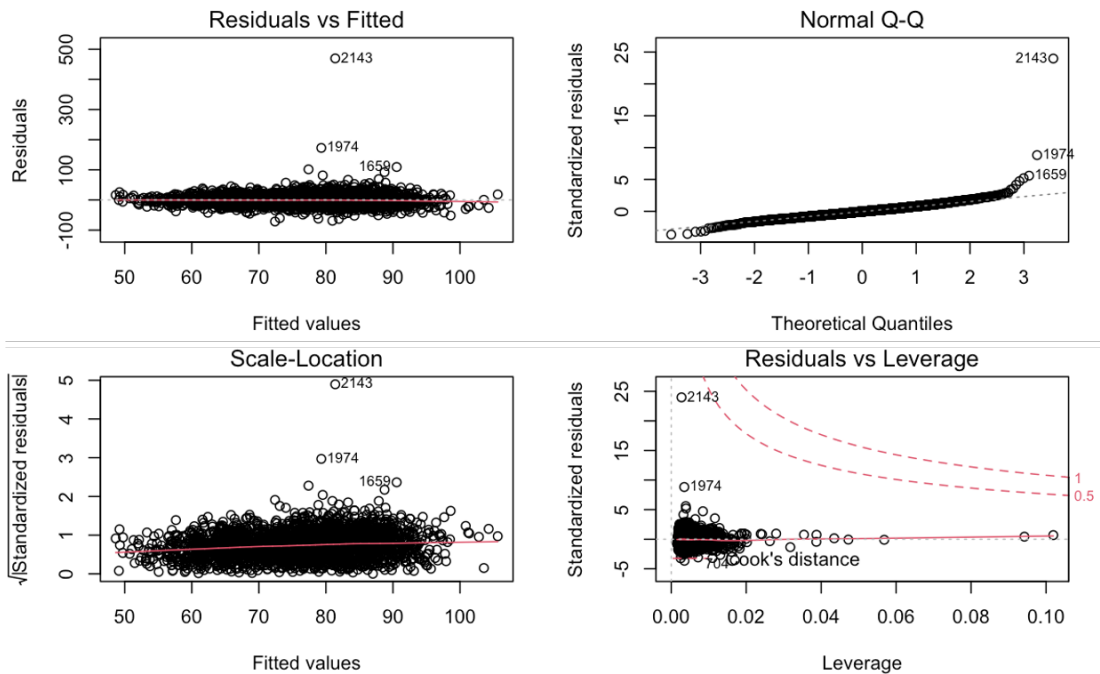 Residuals vs Fitted
Residuals
500
300
100
-100
2143
1974
1659
50 60 70 80 90 100
Fitted values
Normal Q-Q
Standardized residuals
25
15
5
0
2143
1974
1659
-3 -2 -1 0 1 2 3
Theoretical Quantiles
Scale-Location
√|Standardized residuals|
5
4
3
2
1
0
2143
1974
1659
50 60 70 80 90 100
Fitted values
Residuals vs Leverage
Standardized residuals
25
15
5
-5
2143
1974
1
0.5
Cook's distance
0.00 0.02 0.04 0.06 0.08 0.10
Leverage